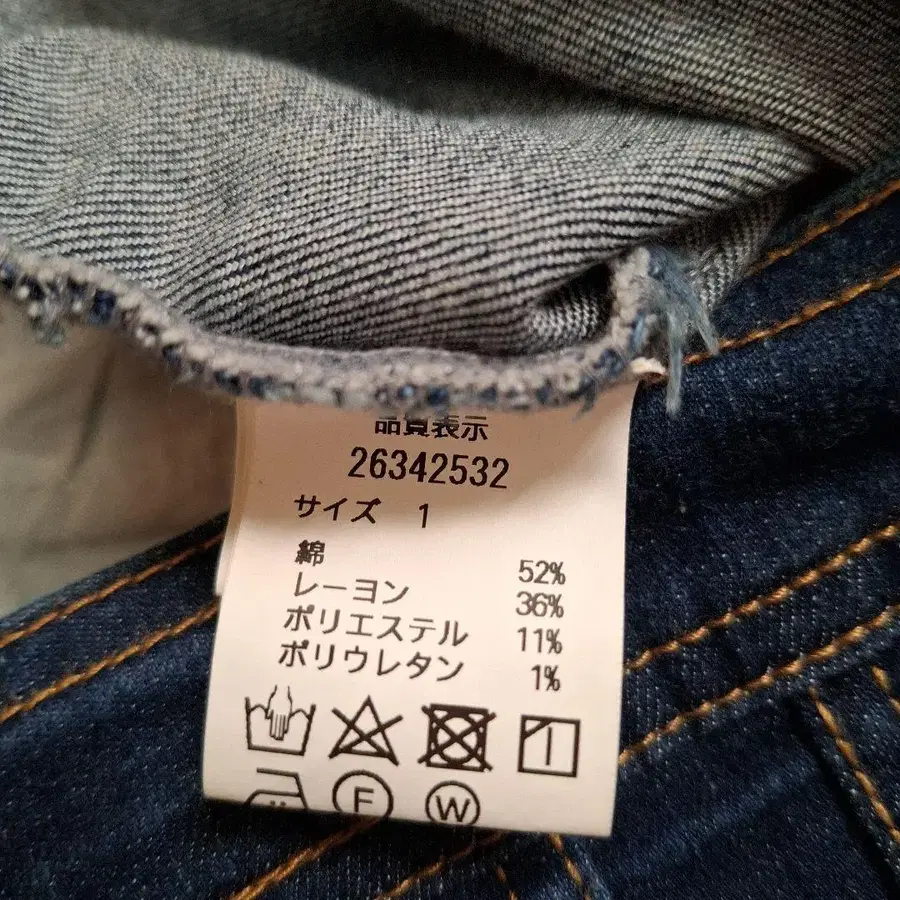 品質表示
26342532
サイズ 1
綿 52%
レーヨン 36%
ポリエステル 11%
ポリウレタン 1%
F W